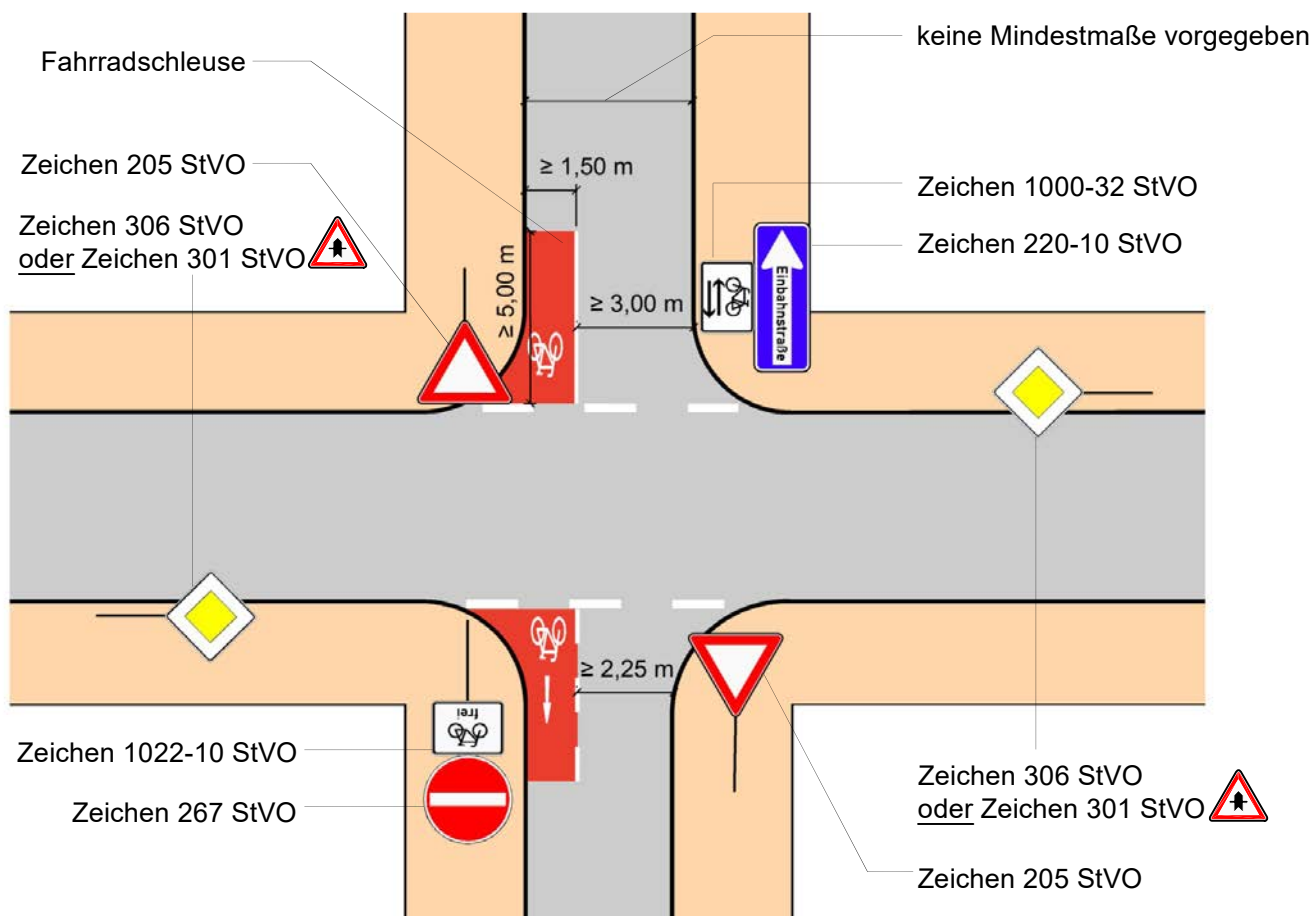 keine Mindestmaße vorgegeben
Fahrradschleuse
Zeichen 205 StVO
≥ 1,50 m
Zeichen 1000-32 StVO
Zeichen 306 StVO
oder Zeichen 301 StVO
Zeichen 220-10 StVO
Einbahnstraße
≥ 5,00 m
≥ 3,00 m
≥ 2,25 m
frei
Zeichen 1022-10 StVO
Zeichen 267 StVO
Zeichen 306 StVO
oder Zeichen 301 StVO
Zeichen 205 StVO